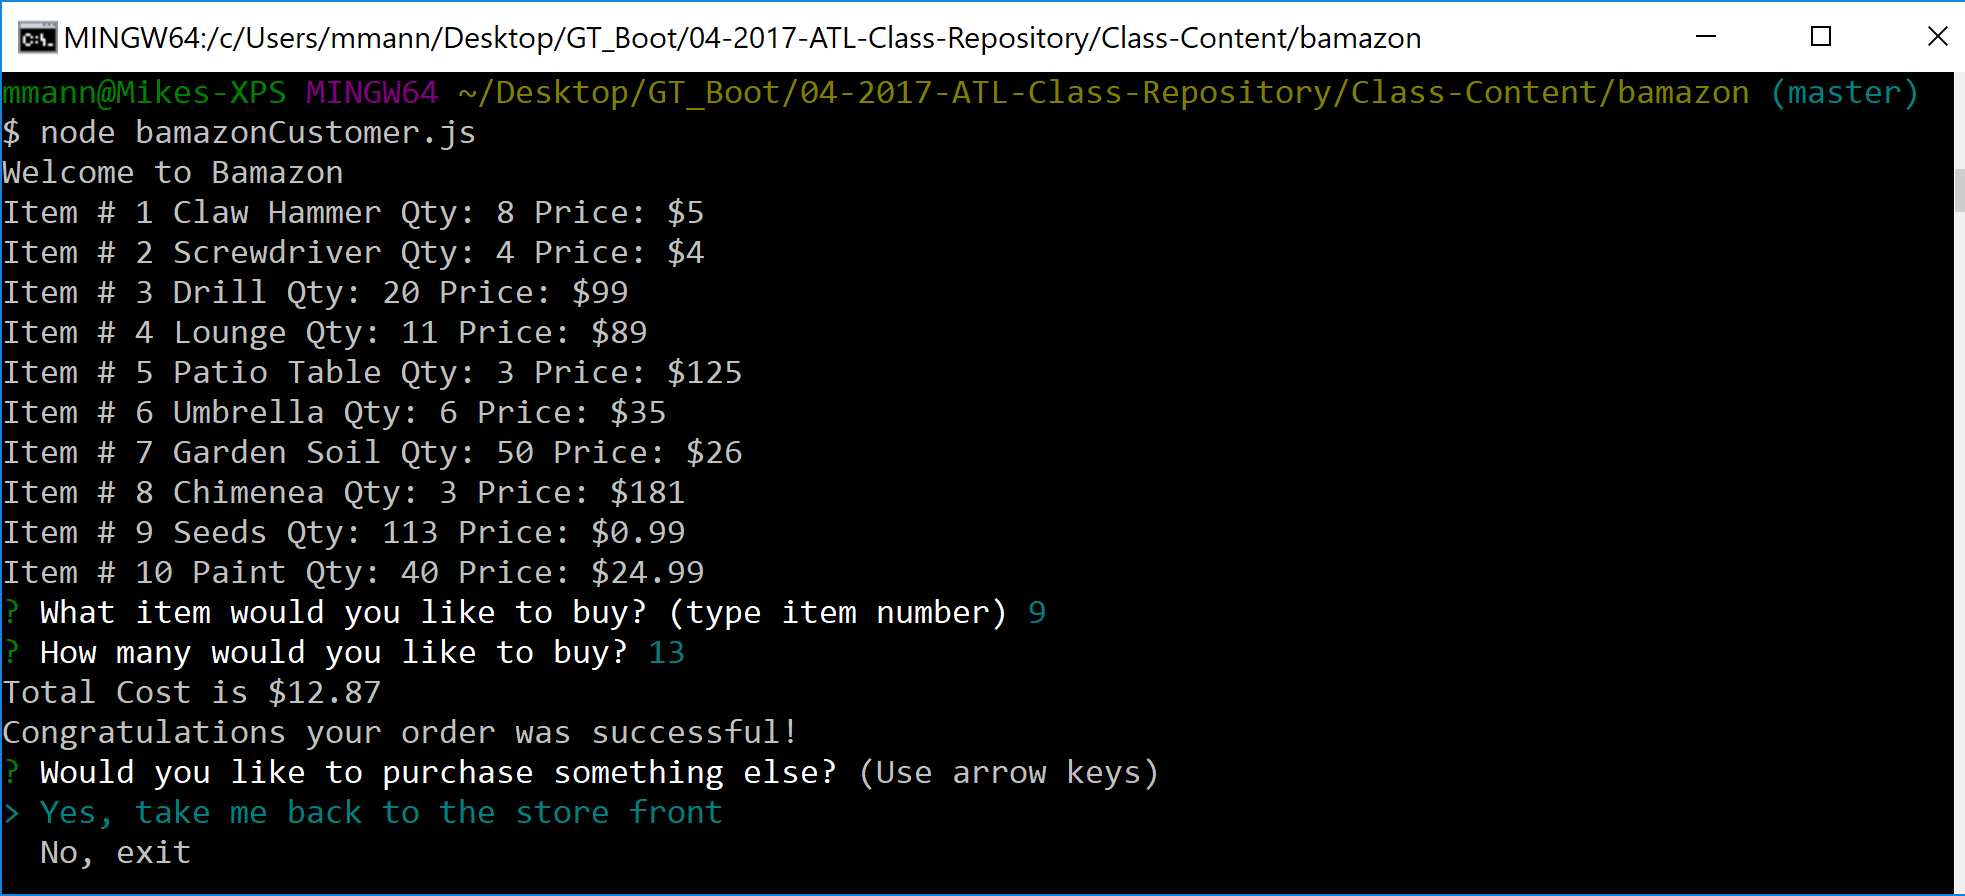 MINGW64:/c/Users/mmann/Desktop/GT_Boot/04-2017-ATL-Class-Repository/Class-Content/bamazon
mmann@Mikes-XPS MINGW64 ~/Desktop/GT_Boot/04-2017-ATL-Class-Repository/Class-Content/bamazon (master)
$ node bamazonCustomer.js
Welcome to Bamazon
Item # 1 Claw Hammer Qty: 8 Price: $5
Item # 2 Screwdriver Qty: 4 Price: $4
Item # 3 Drill Qty: 20 Price: $99
Item # 4 Lounge Qty: 11 Price: $89
Item # 5 Patio Table Qty: 3 Price: $125
Item # 6 Umbrella Qty: 6 Price: $35
Item # 7 Garden Soil Qty: 50 Price: $26
Item # 8 Chimenea Qty: 3 Price: $181
Item # 9 Seeds Qty: 113 Price: $0.99
Item # 10 Paint Qty: 40 Price: $24.99
? What item would you like to buy? (type item number) 9
? How many would you like to buy? 13
Total Cost is $12.87
Congratulations your order was successful!
? Would you like to purchase something else? (Use arrow keys)
> Yes, take me back to the store front
  No, exit